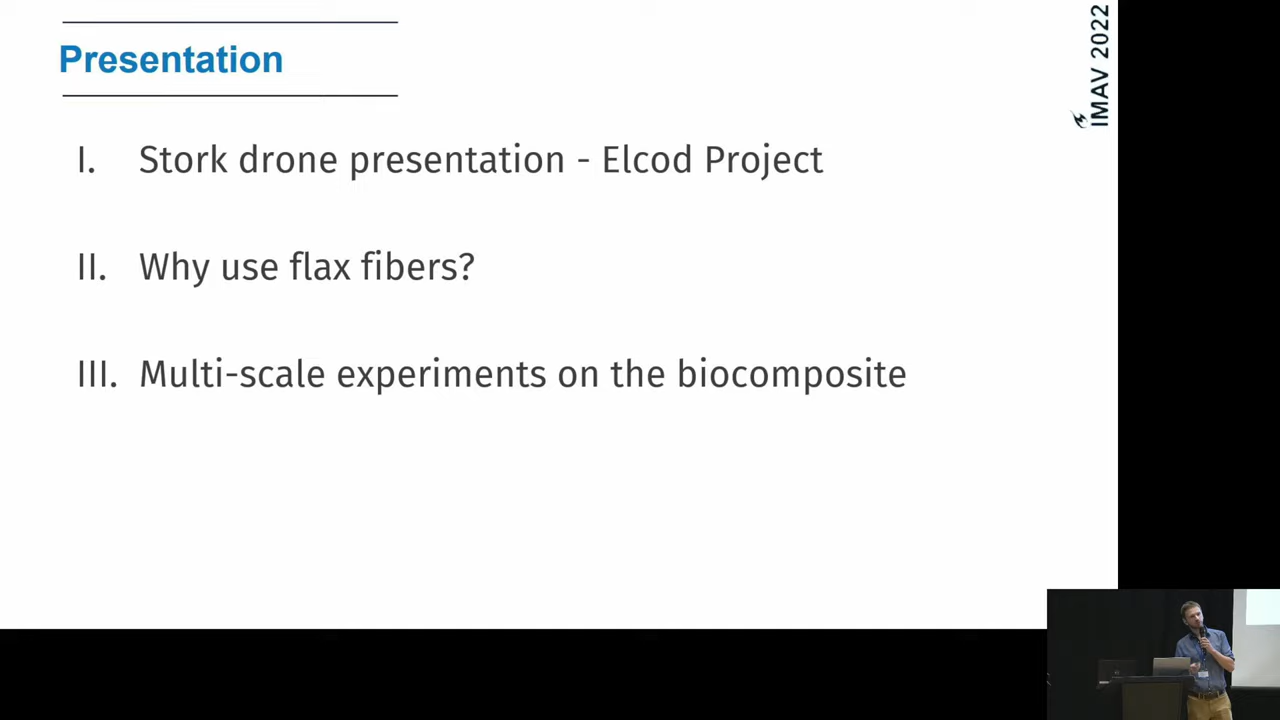 Presentation
IMAV 2022
I. Stork drone presentation - Elcod Project
II. Why use flax fibers?
III. Multi-scale experiments on the biocomposite